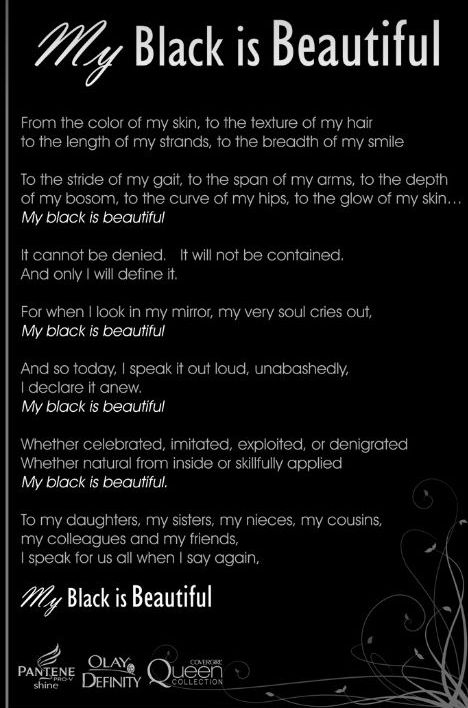 My Black is Beautiful
From the color of my skin, to the texture of my hair
to the length of my strands, to the breadth of my smile
To the stride of my gait, to the span of my arms, to the depth
of my bosom, to the curve of my hips, to the glow of my skin…
My black is beautiful
It cannot be denied.   It will not be contained.
And only I will define it.
For when I look in my mirror, my very soul cries out,
My black is beautiful
And so today, I speak it out loud, unabashedly,
I declare it anew.
My black is beautiful
Whether celebrated, imitated, exploited, or denigrated
Whether natural from inside or skillfully applied
My black is beautiful.
To my daughters, my sisters, my nieces, my cousins,
my colleagues and my friends,
I speak for us all when I say again,
My Black is Beautiful
PANTENE
PRO-V
shine
OLAY
DEFINITY
COVERGIRL
Queen
COLLECTION